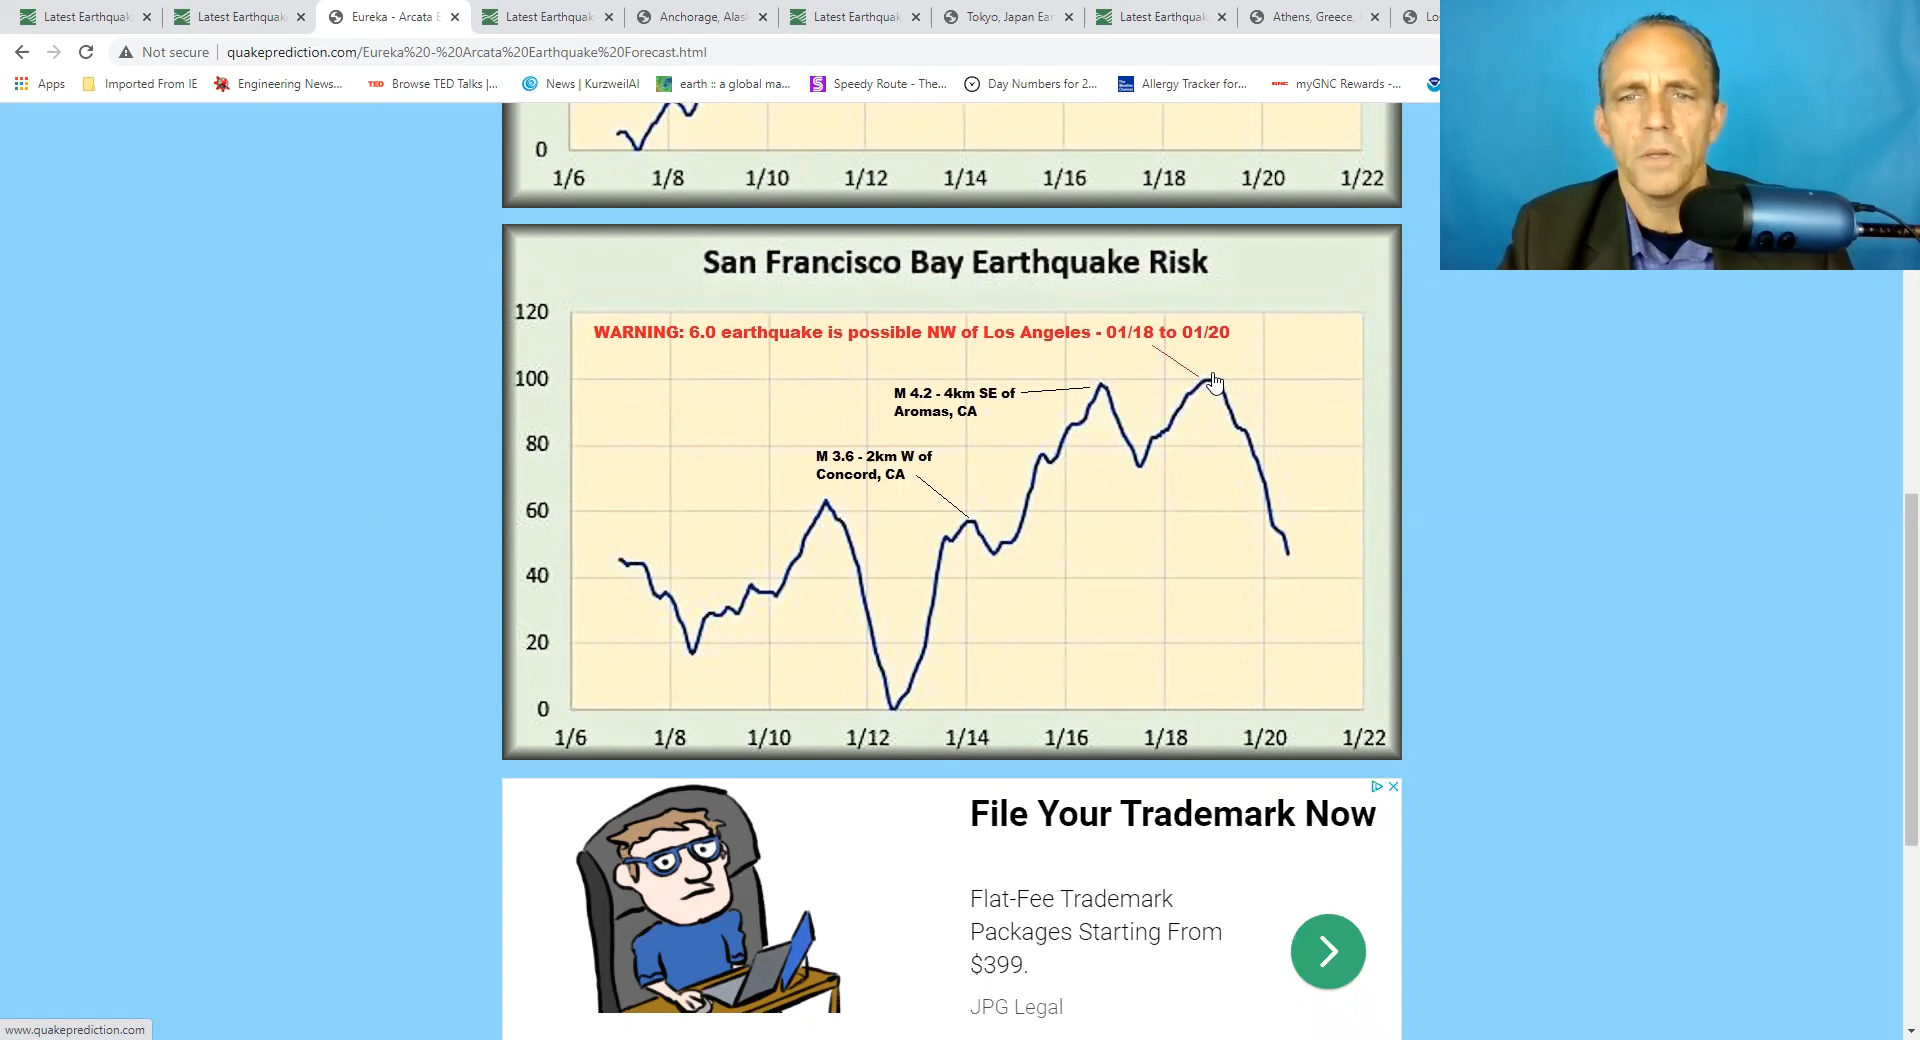 Latest Earthquak
Latest Earthquake
Eureka - Arcata E
Latest Earthquak
Anchorage, Alas
Latest Earthquak
Tokyo, Japan Ear
Latest Earthquak
Athens, Greece,
Lo
Not secure
quakeprediction.com/Eureka%20-%20Arcata%20Earthquake%20Forecast.html
Apps
Imported From IE
Engineering News...
TED
Browse TED Talks |...
News | KurzweilAI
earth :: a global ma...
Speedy Route - The...
Day Numbers for 2...
Allergy Tracker for...
GNC
myGNC Rewards -...
0
1/6 1/8 1/10 1/12 1/14 1/16 1/18 1/20 1/22
San Francisco Bay Earthquake Risk
120
WARNING: 6.0 earthquake is possible NW of Los Angeles - 01/18 to 01/20
100
M 4.2 - 4km SE of
Aromas, CA
80
M 3.6 - 2km W of
Concord, CA
60
40
20
0
1/6 1/8 1/10 1/12 1/14 1/16 1/18 1/20 1/22
File Your Trademark Now
Flat-Fee Trademark
Packages Starting From
$399.
JPG Legal
www.quakeprediction.com